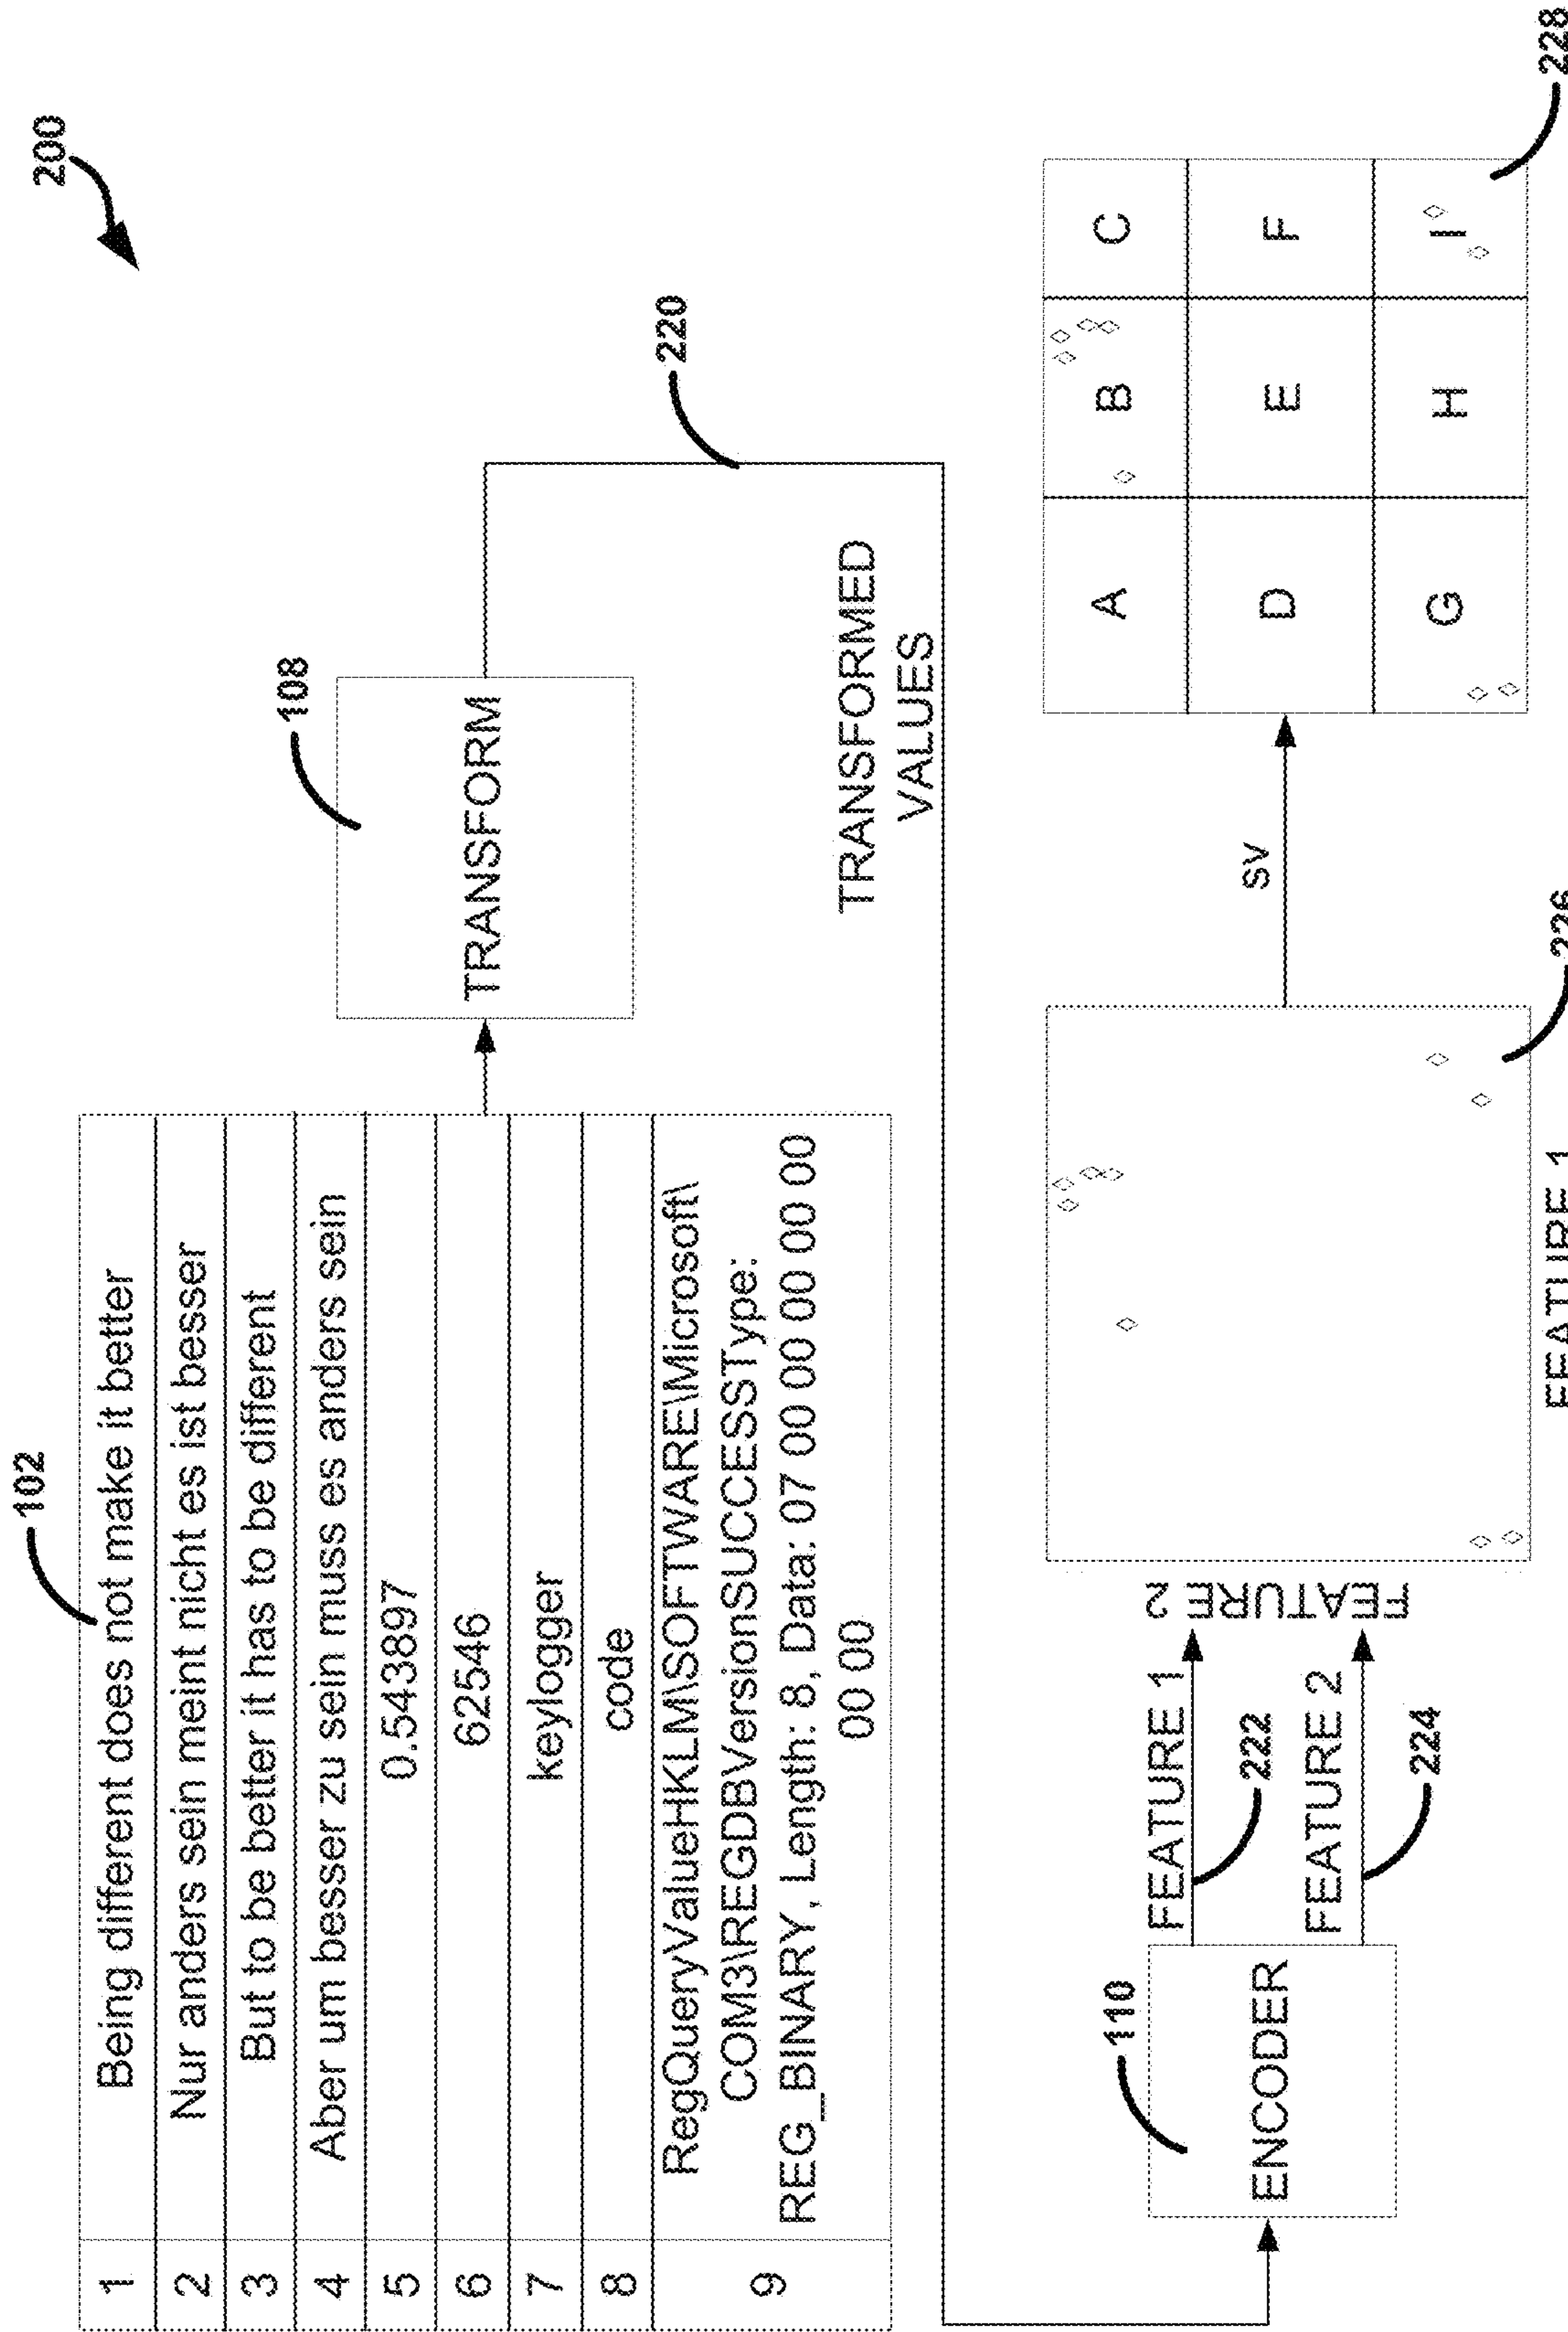 200
102
1 Being different does not make it better
2 Nur anders sein meint nicht es ist besser
3 But to be better it has to be different
4 Aber um besser zu sein muss es anders sein
5 0.543897
6 62546
7 keylogger
8 code
9 RegQueryValueHKLM\SOFTWARE\Microsoft\
COM3\REGDBVersionSUCCESSType:
REG_BINARY, Length: 8, Data: 07 00 00 00 00 00 00
00 00
108
TRANSFORM
220
TRANSFORMED
VALUES
110
ENCODER
FEATURE 1
222
FEATURE 2
224
FEATURE 2
FEATURE 1
226
SV
A B C
D E F
G H I
228